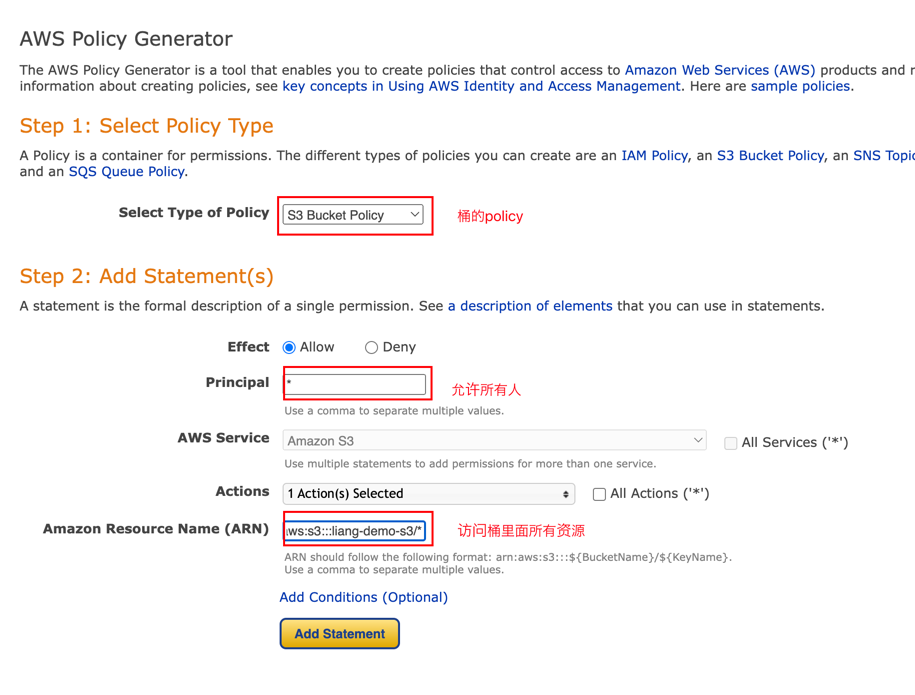 AWS Policy Generator
The AWS Policy Generator is a tool that enables you to create policies that control access to Amazon Web Services (AWS) products and
information about creating policies, see key concepts in Using AWS Identity and Access Management. Here are sample policies.
Step 1: Select Policy Type
A Policy is a container for permissions. The different types of policies you can create are an IAM Policy, an S3 Bucket Policy, an SNS
and an SQS Queue Policy.
Select Type of Policy S3 Bucket Policy 桶的policy
Step 2: Add Statement(s)
A statement is the formal description of a single permission. See a description of elements that you can use in statements.
Effect Allow Deny
Principal * 允许所有人
Use a comma to separate multiple values.
AWS Service Amazon S3 All Services ('*')
Use multiple statements to add permissions for more than one service.
Actions 1 Action(s) Selected All Actions ('*')
Amazon Resource Name (ARN) aws:s3:::liang-demo-s3/* 访问桶里面所有资源
ARN should follow the following format: arn:aws:s3:::${BucketName}/${KeyName}.
Use a comma to separate multiple values.
Add Conditions (Optional)
Add Statement